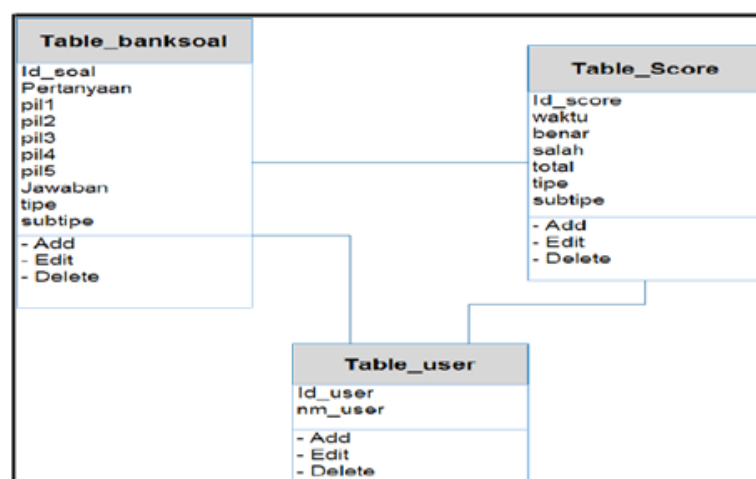 Table_banksoal
Id_soal
Pertanyaan
pil1
pil2
pil3
pil4
pil5
Jawaban
tipe
subtipe
- Add
- Edit
- Delete
Table_Score
Id_score
waktu
benar
salah
total
tipe
subtipe
- Add
- Edit
- Delete
Table_user
Id_user
nm_user
- Add
- Edit
- Delete